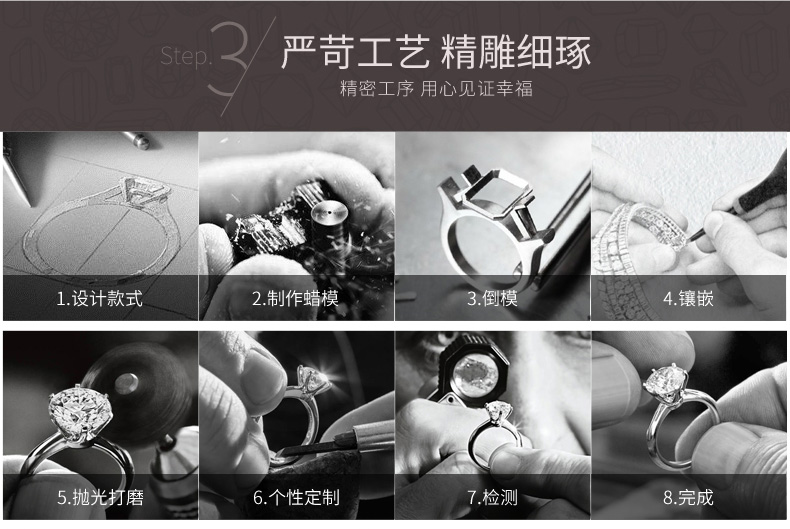 Step.3
严苛工艺 精雕细琢
精密工序 用心见证幸福
1.设计款式
2.制作蜡模
3.倒模
4.镶嵌
5.抛光打磨
6.个性定制
7.检测
8.完成